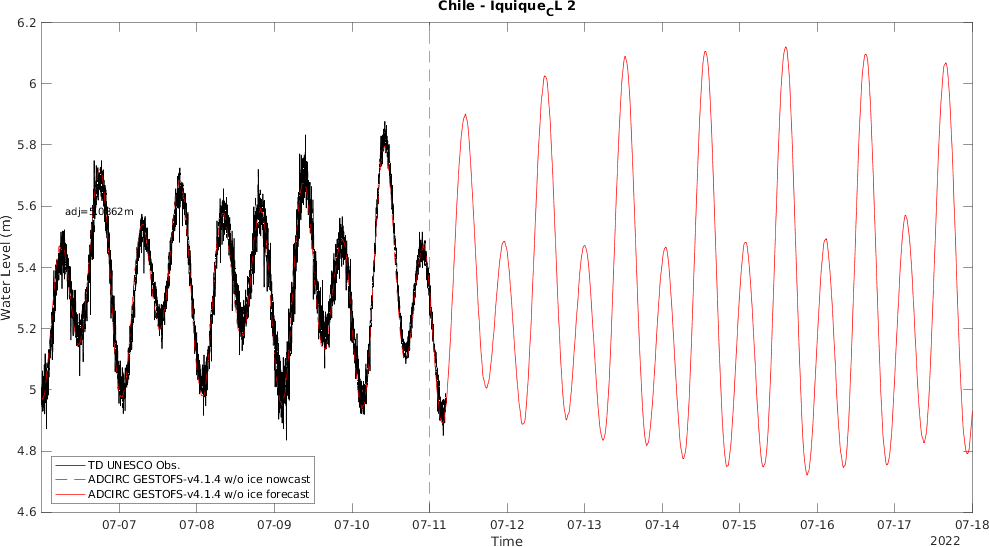 Chile - Iquique_CL 2
6.2
6
5.8
5.6
5.4
5.2
5
4.8
4.6
Water Level (m)
adj=5.0862m
TD UNESCO Obs.
ADCIRC GESTOFS-v4.1.4 w/o ice nowcast
ADCIRC GESTOFS-v4.1.4 w/o ice forecast
07-07 07-08 07-09 07-10 07-11 07-12 07-13 07-14 07-15 07-16 07-17 07-18
Time
2022